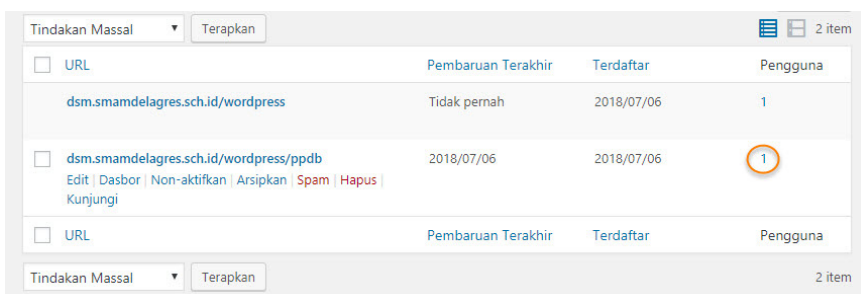 Tindakan Massal Terapkan 2 item
URL Pembaruan Terakhir Terdaftar Pengguna
dsm.smamdelagres.sch.id/wordpress Tidak pernah 2018/07/06 1
dsm.smamdelagres.sch.id/wordpress/ppdb 2018/07/06 2018/07/06 1
Edit | Dasbor | Non-aktifkan | Arsipkan | Spam | Hapus |
Kunjungi
URL Pembaruan Terakhir Terdaftar Pengguna
Tindakan Massal Terapkan 2 item